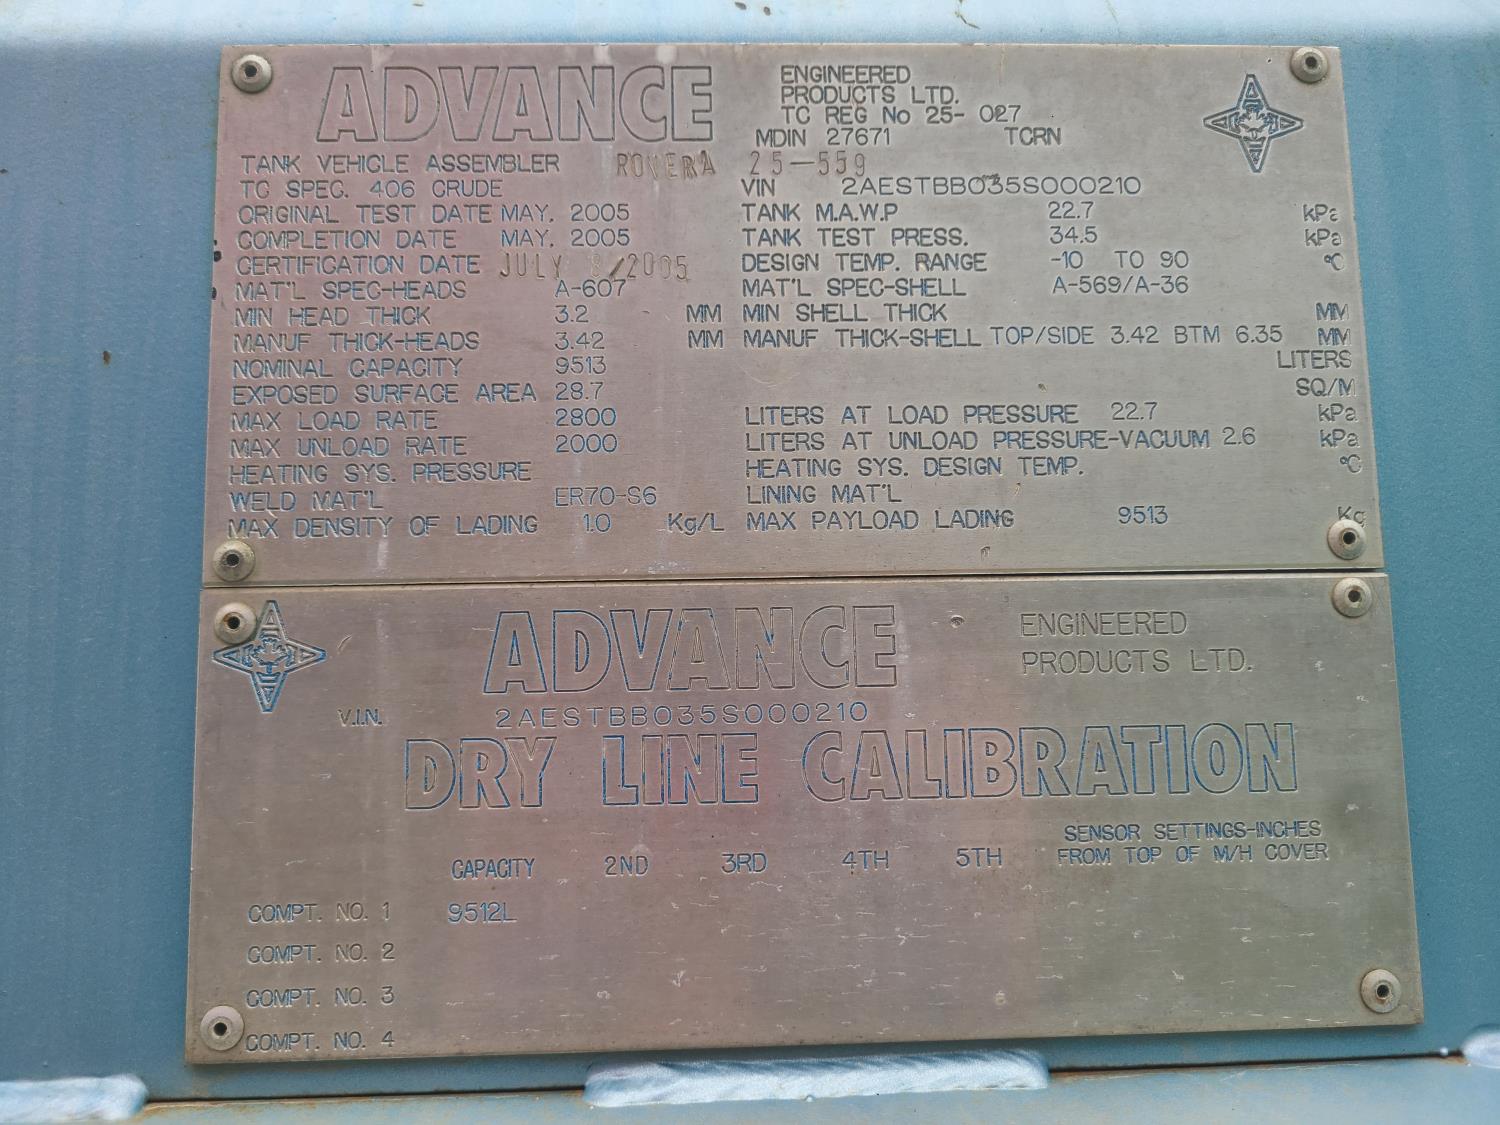 ADVANCE
ENGINEERED
PRODUCTS LTD.
TC REG No 25- 027
MDIN 27671 TCRN
TANK VEHICLE ASSEMBLER ROVERA 25-559
TC SPEC. 406 CRUDE VIN 2AESTBB035S000210
ORIGINAL TEST DATE MAY, 2005 TANK M.A.W.P 22.7 kPa
COMPLETION DATE MAY, 2005 TANK TEST PRESS. 34.5 kPa
CERTIFICATION DATE JULY 8/2005 DESIGN TEMP. RANGE -10 TO 90 °C
MAT'L SPEC-HEADS A-607 MAT'L SPEC-SHELL A-569/A-36
MIN HEAD THICK 3.2 MM MIN SHELL THICK MM
MANUF THICK-HEADS 3.42 MM MANUF THICK-SHELL TOP/SIDE 3.42 BTM 6.35 MM
NOMINAL CAPACITY 9513 LITERS
EXPOSED SURFACE AREA 28.7 SQ/M
MAX LOAD RATE 2800 LITERS AT LOAD PRESSURE 22.7 kPa
MAX UNLOAD RATE 2000 LITERS AT UNLOAD PRESSURE-VACUUM 2.6 kPa
HEATING SYS. PRESSURE HEATING SYS. DESIGN TEMP. °C
WELD MAT'L ER70-S6 LINING MAT'L
MAX DENSITY OF LADING 1.0 Kg/L MAX PAYLOAD LADING 9513 Kg
ADVANCE
ENGINEERED
PRODUCTS LTD.
V.I.N. 2AESTBB035S000210
DRY LINE CALIBRATION
SENSOR SETTINGS-INCHES
CAPACITY 2ND 3RD 4TH 5TH FROM TOP OF M/H COVER
COMPT. NO. 1 9512L
COMPT. NO. 2
COMPT. NO. 3
COMPT. NO. 4